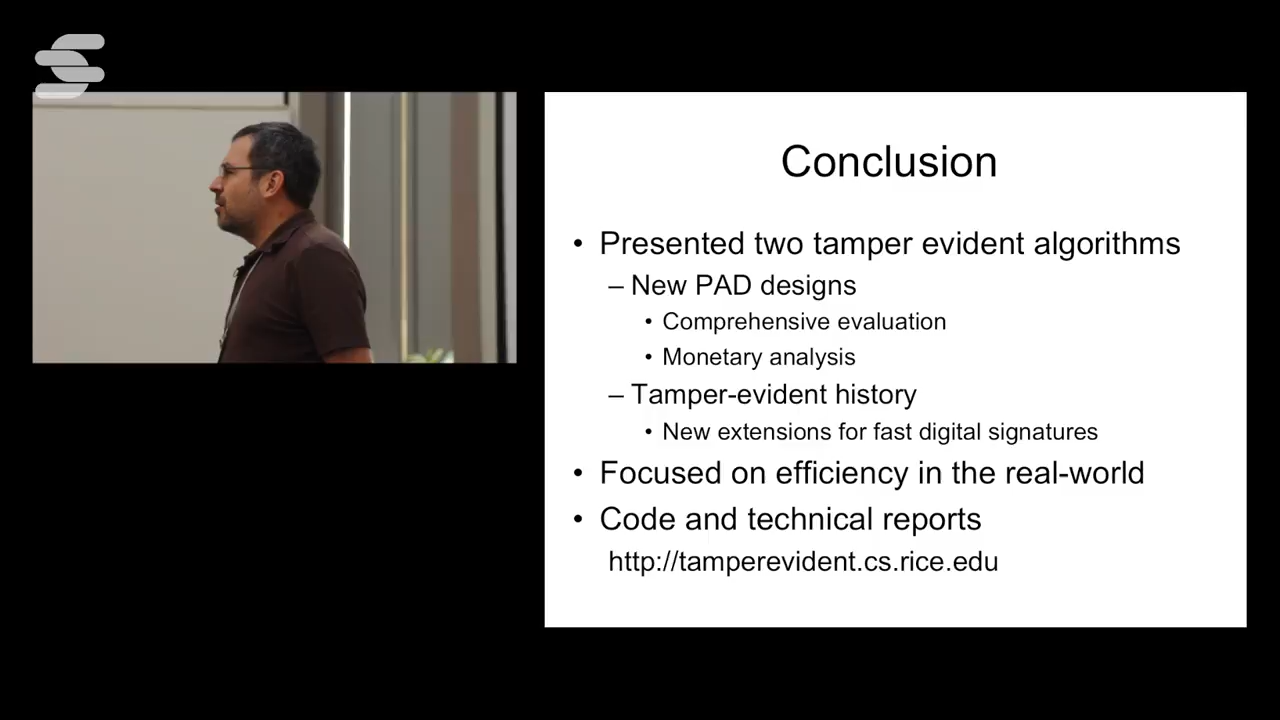 Conclusion
• Presented two tamper evident algorithms
– New PAD designs
• Comprehensive evaluation
• Monetary analysis
– Tamper-evident history
• New extensions for fast digital signatures
• Focused on efficiency in the real-world
• Code and technical reports
http://tamperevident.cs.rice.edu